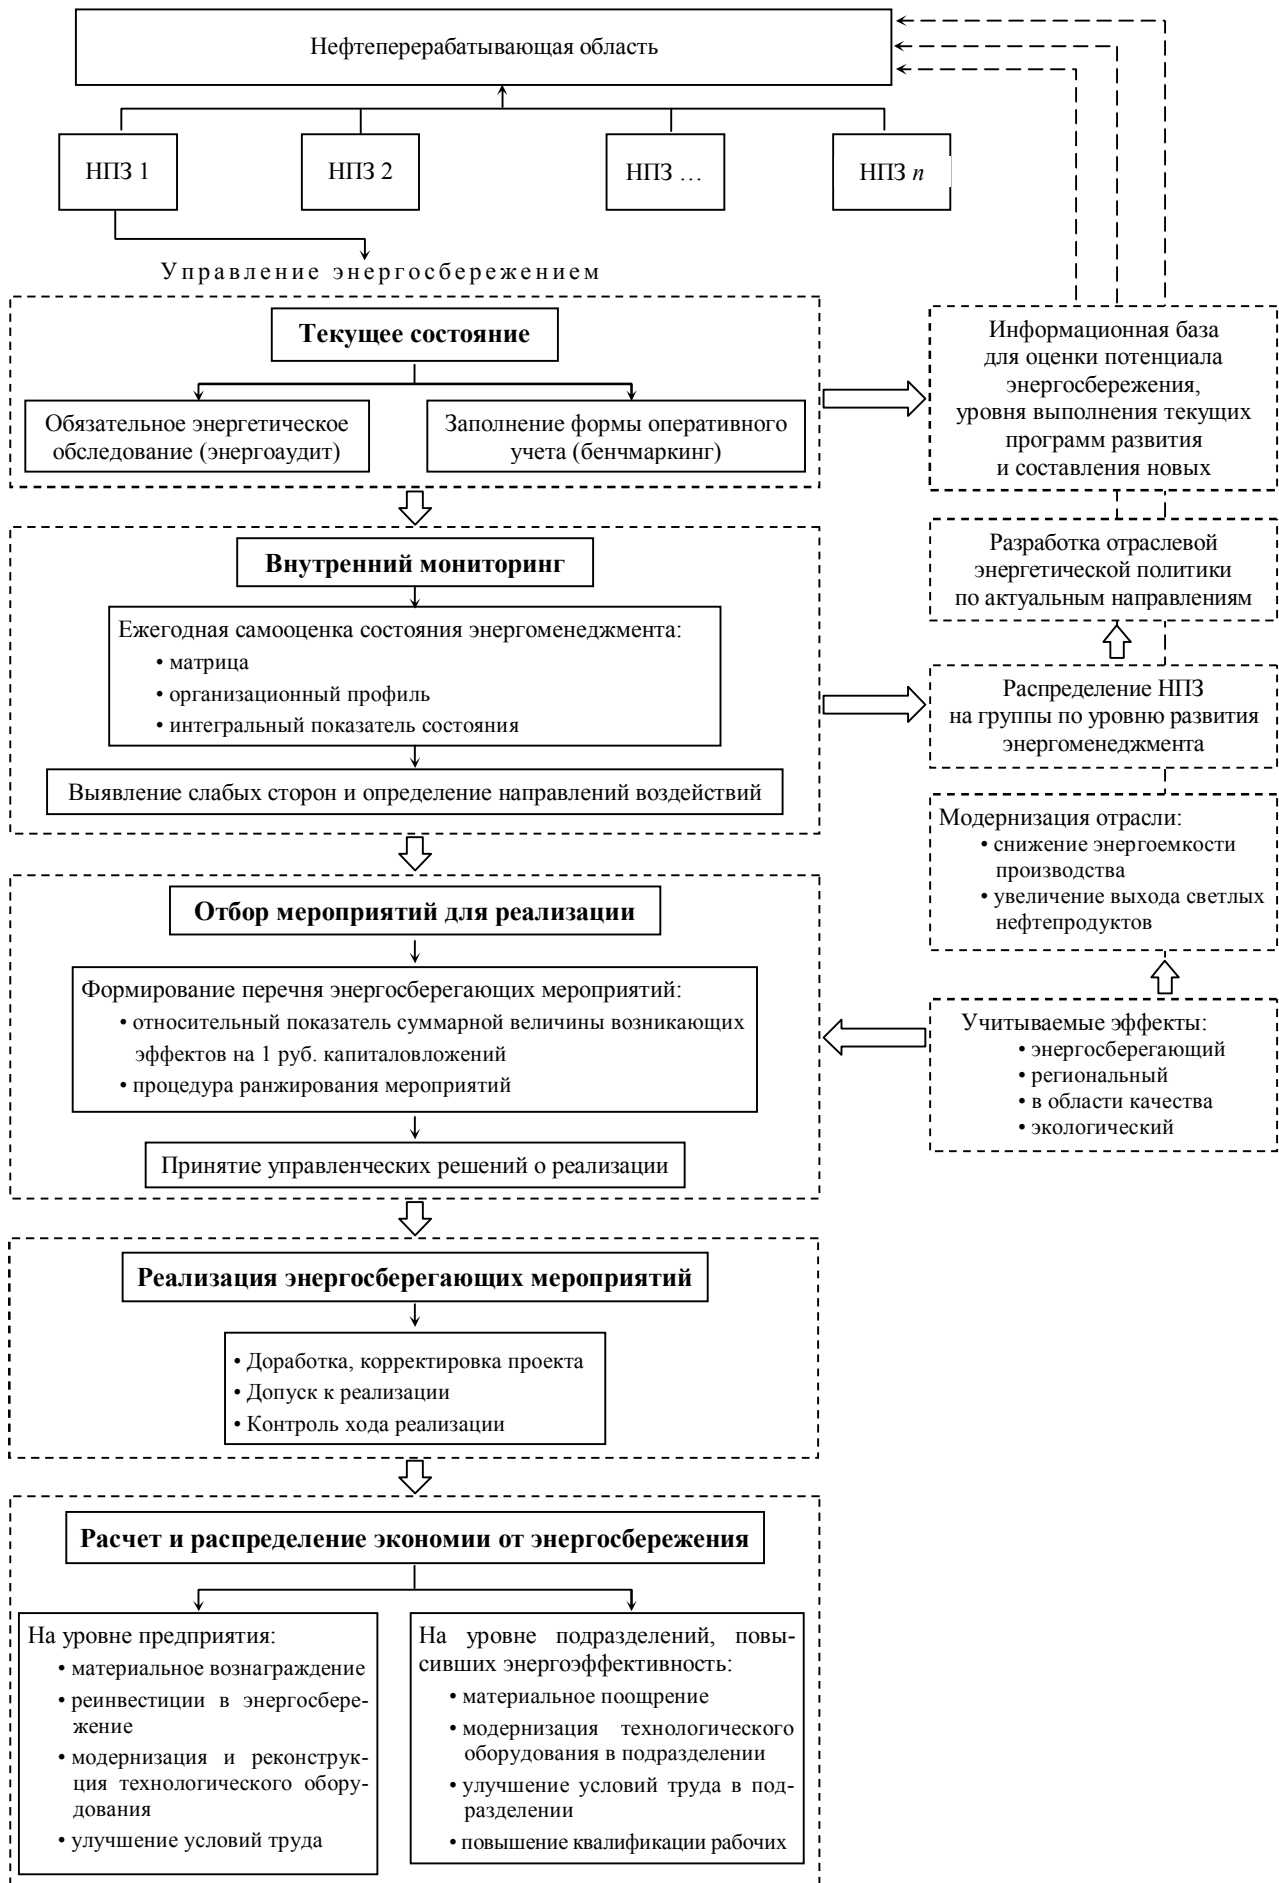 Нефтеперерабатывающая область
НПЗ 1
НПЗ 2
НПЗ …
НПЗ n
Управление энергосбережением
Текущее состояние
Обязательное энергетическое
обследование (энергоаудит)
Заполнение формы оперативного
учета (бенчмаркинг)
Информационная база
для оценки потенциала
энергосбережения,
уровня выполнения текущих
программ развития
и составления новых
Внутренний мониторинг
Ежегодная самооценка состояния энергоменеджмента:
• матрица
• организационный профиль
• интегральный показатель состояния
Выявление слабых сторон и определение направлений воздействий
Разработка отраслевой
энергетической политики
по актуальным направлениям
Распределение НПЗ
на группы по уровню развития
энергоменеджмента
Модернизация отрасли:
• снижение энергоемкости
производства
• увеличение выхода светлых
нефтепродуктов
Отбор мероприятий для реализации
Формирование перечня энергосберегающих мероприятий:
• относительный показатель суммарной величины возникающих
эффектов на 1 руб. капиталовложений
• процедура ранжирования мероприятий
Принятие управленческих решений о реализации
Учитываемые эффекты:
• энергосберегающий
• региональный
• в области качества
• экологический
Реализация энергосберегающих мероприятий
• Доработка, корректировка проекта
• Допуск к реализации
• Контроль хода реализации
Расчет и распределение экономии от энергосбережения
На уровне предприятия:
• материальное вознаграждение
• реинвестиции в энергосбере-
жение
• модернизация и реконструк-
ция технологического обору-
дования
• улучшение условий труда
На уровне подразделений, повы-
сивших энергоэффективность:
• материальное поощрение
• модернизация технологического
оборудования в подразделении
• улучшение условий труда в под-
разделении
• повышение квалификации рабочих